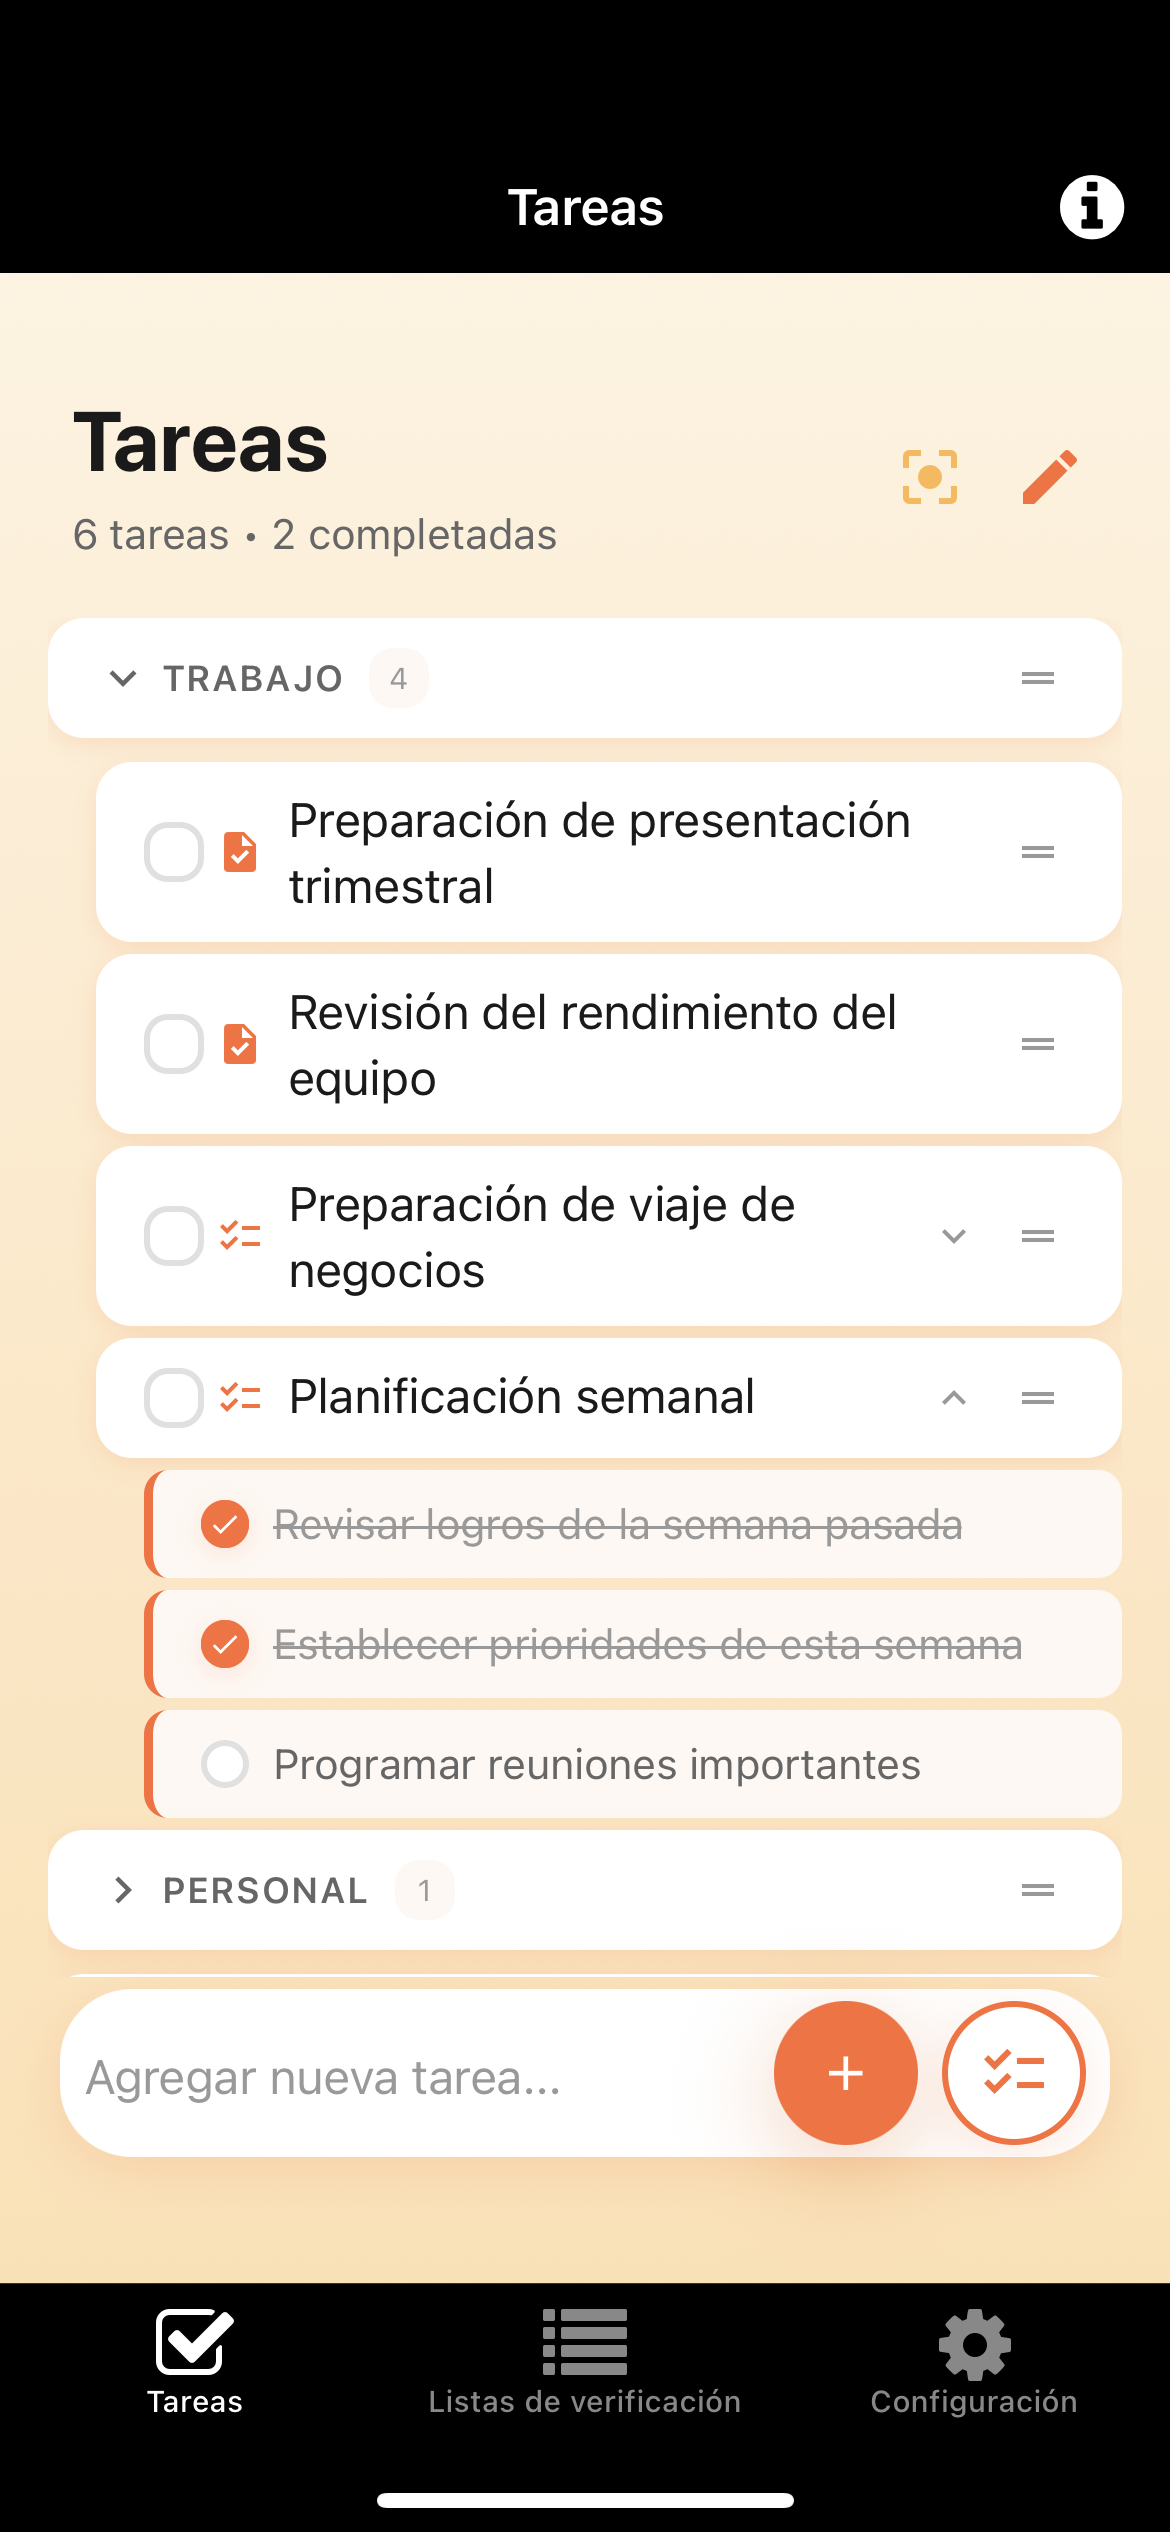 Tareas
Tareas
6 tareas • 2 completadas
TRABAJO 4
Preparación de presentación
trimestral
Revisión del rendimiento del
equipo
Preparación de viaje de
negocios
Planificación semanal
Revisar logros de la semana pasada
Establecer prioridades de esta semana
Programar reuniones importantes
PERSONAL 1
Agregar nueva tarea...
Tareas
Listas de verificación
Configuración